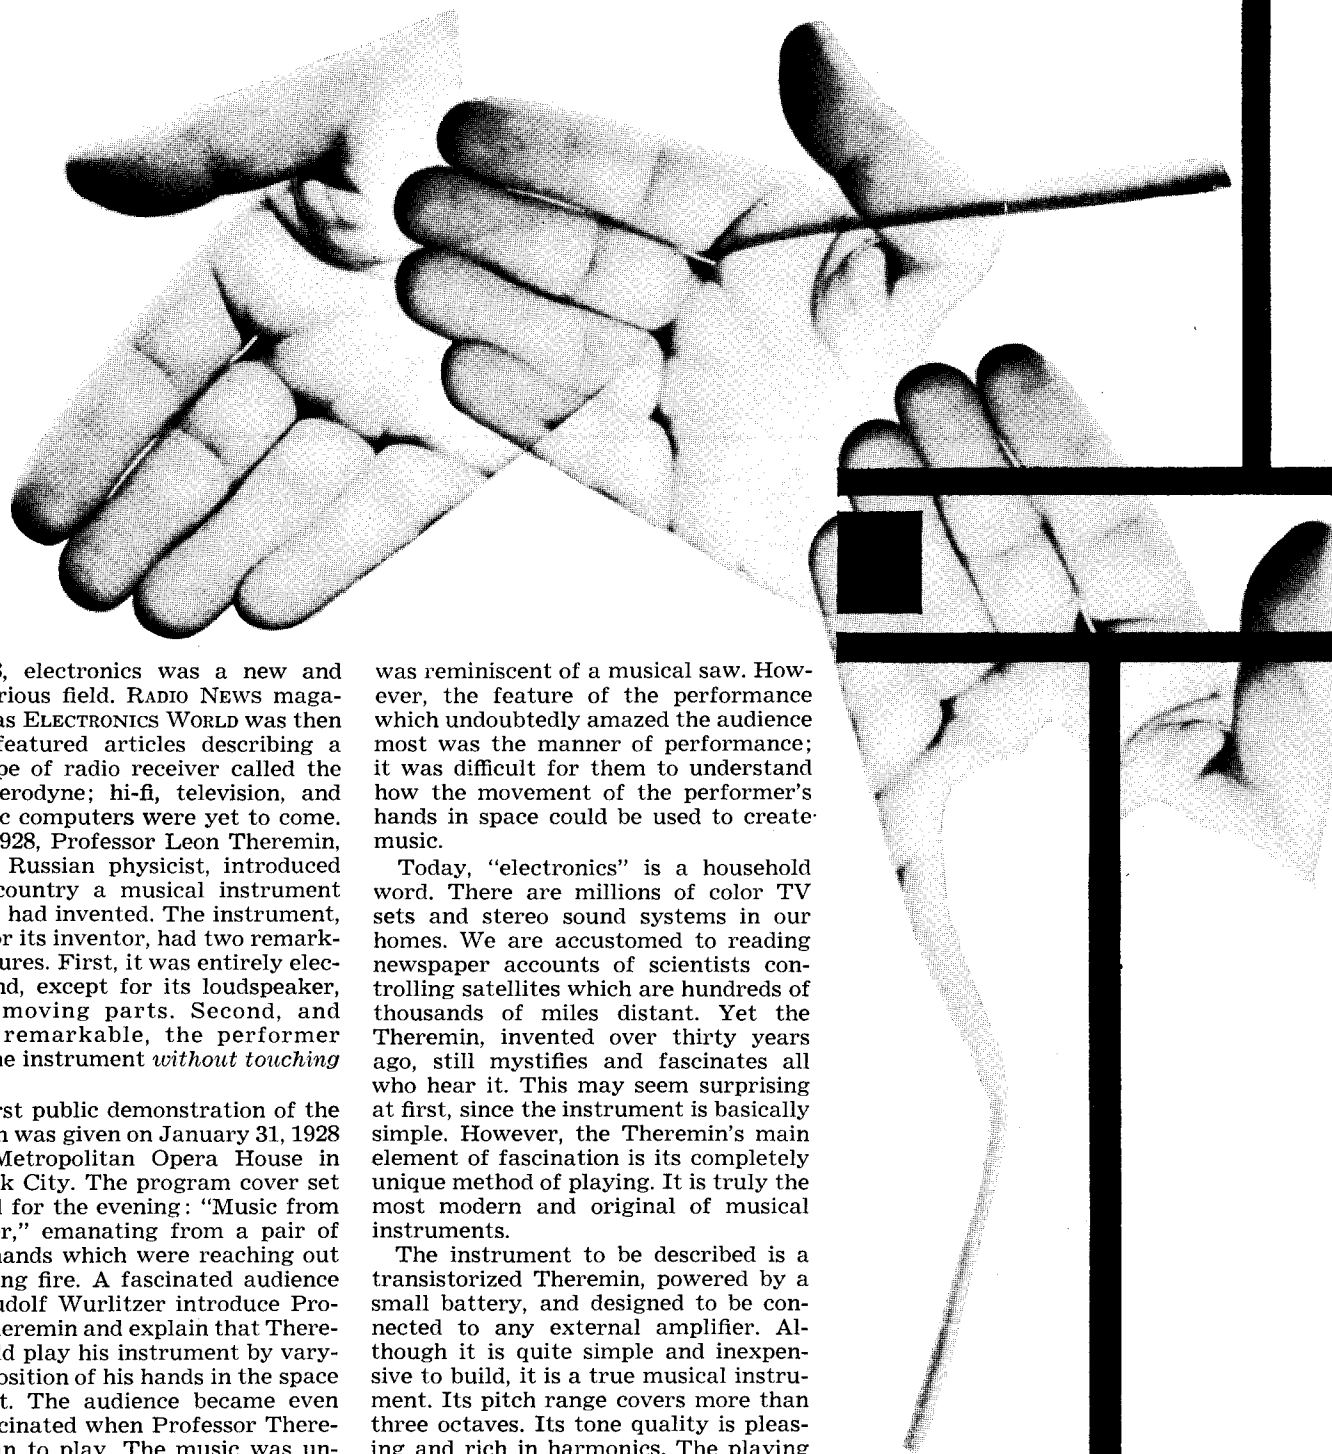 electronics was a new and
field. RADIO NEWS maga-
as ELECTRONICS WORLD was then
featured articles describing a
of radio receiver called the
hi-fi, television, and
computers were yet to come.
Professor Leon Theremin,
Russian physicist, introduced
country a musical instrument
had invented. The instrument,
its inventor, had two remark-
First, it was entirely elec-
except for its loudspeaker,
moving parts. Second, and
remarkable, the performer
instrument without touching
public demonstration of the
was given on January 31, 1928
Metropolitan Opera House in
City. The program cover set
for the evening: "Music from
emanating from a pair of
hands which were reaching out
fire. A fascinated audience
Wurlitzer introduce Pro-
and explain that There-
play his instrument by vary-
of his hands in the space
The audience became even
when Professor There-
to play. The music was un-
was reminiscent of a musical saw. How-
ever, the feature of the performance
which undoubtedly amazed the audience
most was the manner of performance;
it was difficult for them to understand
how the movement of the performer's
hands in space could be used to create
music.
Today, "electronics" is a household
word. There are millions of color TV
sets and stereo sound systems in our
homes. We are accustomed to reading
newspaper accounts of scientists con-
trolling satellites which are hundreds of
thousands of miles distant. Yet the
Theremin, invented over thirty years
ago, still mystifies and fascinates all
who hear it. This may seem surprising
at first, since the instrument is basically
simple. However, the Theremin's main
element of fascination is its completely
unique method of playing. It is truly the
most modern and original of musical
instruments.
The instrument to be described is a
transistorized Theremin, powered by a
small battery, and designed to be con-
nected to any external amplifier. Al-
though it is quite simple and inexpen-
sive to build, it is a true musical instru-
ment. Its pitch range covers more than
three octaves. Its tone quality is pleas-
ing and rich in harmonics. The playing